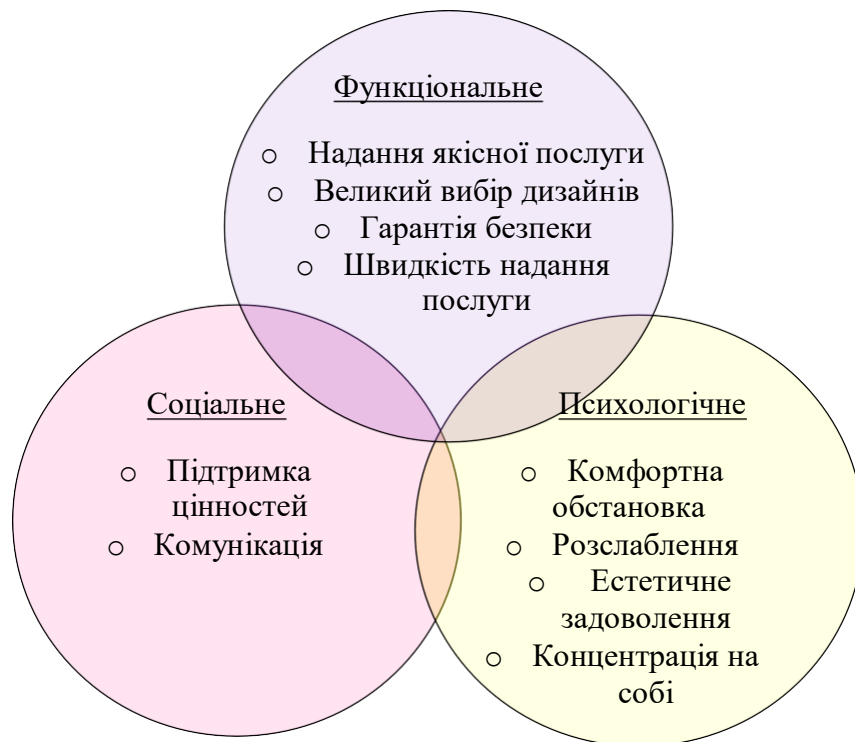 Функціональне
o Надання якісної послуги
o Великий вибір дизайнів
o Гарантія безпеки
o Швидкість надання
послуги
Соціальне
o Підтримка
цінностей
o Комунікація
Психологічне
o Комфортна
обстановка
o Розслаблення
o Естетичне
задоволення
o Концентрація на
собі